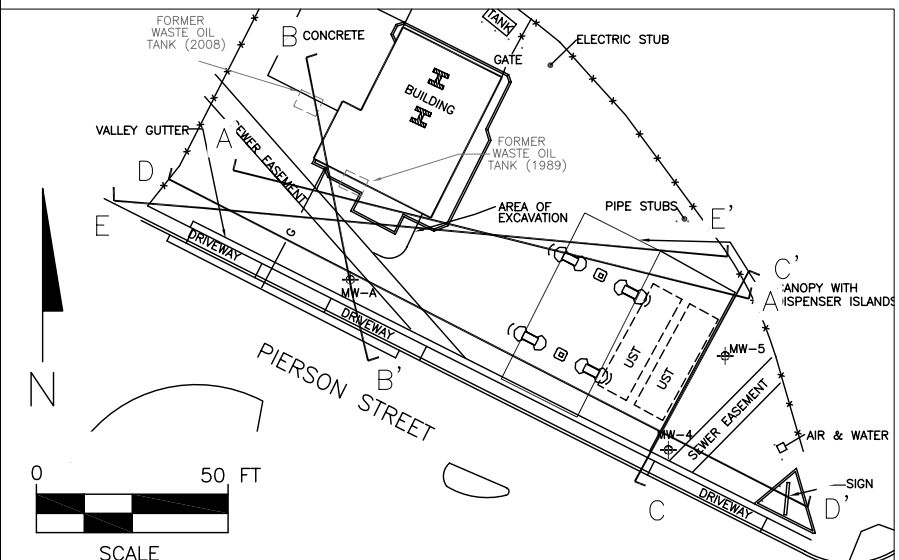 FORMER
WASTE OIL
TANK (2008)
B
CONCRETE
TANK
GATE
ELECTRIC STUB
BUILDING
VALLEY GUTTER
A
SEWER EASEMENT
FORMER
WASTE OIL
TANK (1989)
D
AREA OF
EXCAVATION
PIPE STUBS
E'
E
G
DRIVEWAY
C'
ANOPY WITH
ISPENSER ISLANDS
A
MW-A
DRIVEWAY
UST
UST
MW-5
PIERSON STREET
B'
N
SEWER EASEMENT
MW-4
AIR & WATER
0 50 FT
SIGN
C
DRIVEWAY
D'
SCALE